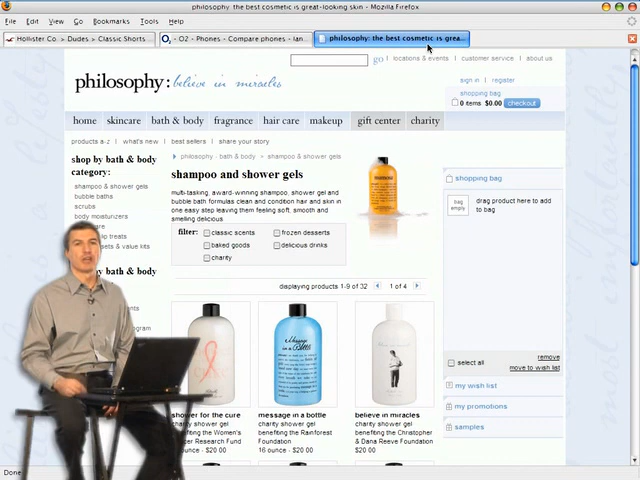 philosophy: the best cosmetic is great-looking skin - Mozilla Firefox
File Edit View Go Bookmarks Tools Help
Hollister Co. > Dudes > Classic Shorts ...
O2 - O2 - Phones - Compare phones - lan...
philosophy: the best cosmetic is grea...
go | locations & events | customer service | about us
philosophy: believe in miracles
sign in | register
shopping bag
0 items $0.00 checkout
home skincare bath & body fragrance hair care makeup gift center charity
products a-z | what's new | best sellers | share your story
shop by bath & body category:
philosophy - bath & body » shampoo & shower gels
shampoo and shower gels
multi-tasking, award-winning shampoo, shower gel and
bubble bath formulas clean and condition hair and skin in
one easy step leaving them feeling soft, smooth and
smelling delicious
filter: classic scents frozen desserts
baked goods delicious drinks
charity
shampoo & shower gels
bubble baths
scrubs
body moisturizers
lip treats
sets & value kits
by bath & body
shopping bag
bag empty
drag product here to add
to bag
displaying products 1-9 of 32 1 of 4
select all
remove
move to wish list
my wish list
my promotions
samples
message in a Bottle
shower for the cure
charity shower gel
benefiting the Women's
Cancer Research Fund
ounce - $20.00
message in a bottle
charity shower gel
benefiting the Rainforest
Foundation
16 ounce - $20.00
believe in miracles
charity shower gel
benefiting the Christopher
& Dana Reeve Foundation
16 ounce - $20.00
Done